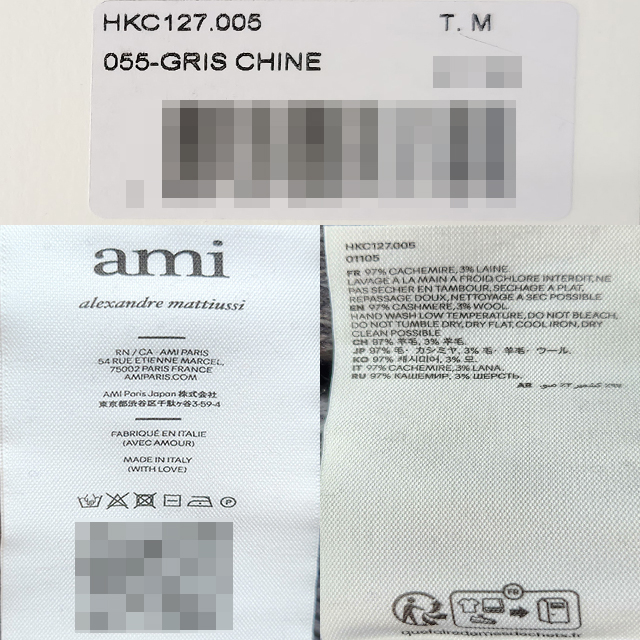 HKC127.005
T. M
055-GRIS CHINE
ami
alexandre mattiussi
RN / CA - AMI PARIS
54 RUE ETIENNE MARCEL,
75002 PARIS FRANCE
AMIPARIS.COM
AMI Paris Japan 株式会社
東京都渋谷区千駄ヶ谷3-59-4
FABRIQUÉ EN ITALIE
(AVEC AMOUR)
MADE IN ITALY
(WITH LOVE)
HKC127.005
01105
FR 97% CACHEMIRE, 3% LAINE.
LAVAGE A LA MAIN A FROID, CHLORE INTERDIT, NE
PAS SECHER EN TAMBOUR, SECHAGE A PLAT,
REPASSAGE DOUX, NETTOYAGE A SEC POSSIBLE
EN 97% CASHMERE, 3% WOOL.
HAND WASH LOW TEMPERATURE, DO NOT BLEACH,
DO NOT TUMBLE DRY, DRY FLAT, COOL IRON, DRY
CLEAN POSSIBLE
CH 97% 羊毛, 3% 羊毛.
JP 97% 毛・カシミヤ, 3% 毛・羊毛・ウール.
KO 97% 캐시미어, 3% 모.
IT 97% CACHEMIRE, 3% LANA.
RU 97% КАШЕМИР, 3% ШЕРСТЬ.
AR
FR
quefairedemesdechets.fr